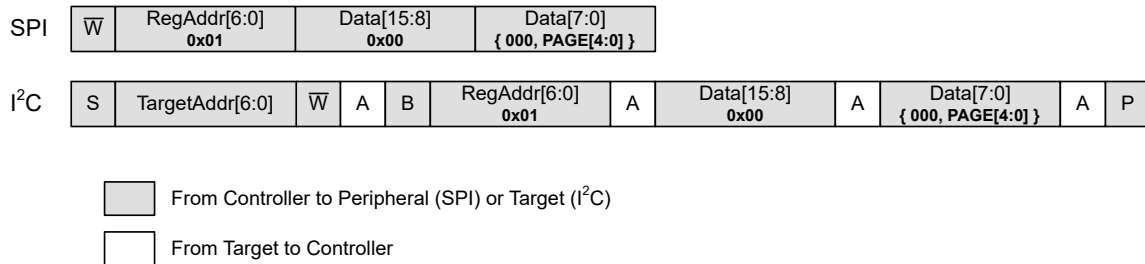 SPI W̅ RegAddr[6:0] Data[15:8] Data[7:0]
0x01 0x00 { 000, PAGE[4:0] }
I²C S TargetAddr[6:0] W̅ A B RegAddr[6:0] A Data[15:8] A Data[7:0] A P
0x01 0x00 { 000, PAGE[4:0] }
From Controller to Peripheral (SPI) or Target (I²C)
From Target to Controller